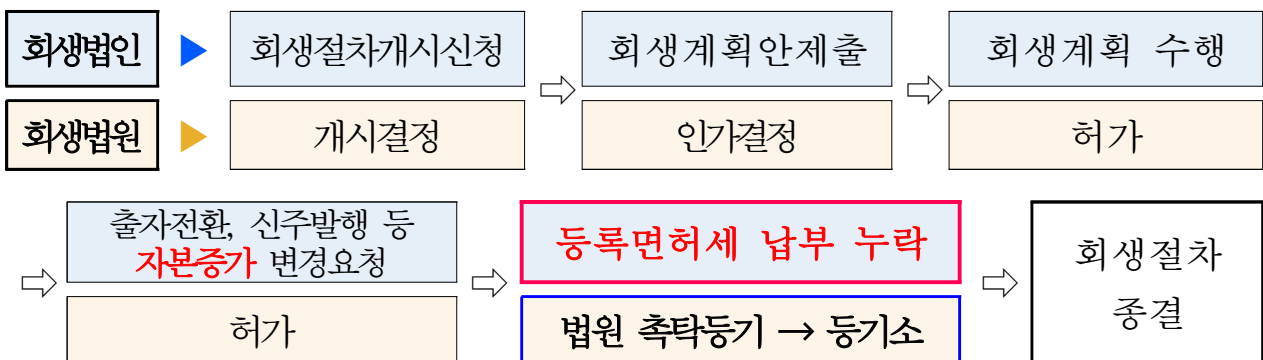 회생법인 ▶ 회생절차개시신청 회생계획안제출 회생계획 수행
⇨ ⇨
회생법원 ▶ 개시결정 인가결정 허가
출자전환, 신주발행 등
자본증가 변경요청
등록면허세 납부 누락
⇨ ⇨ ⇨
회생절차
종결
허가
법원 촉탁등기 → 등기소